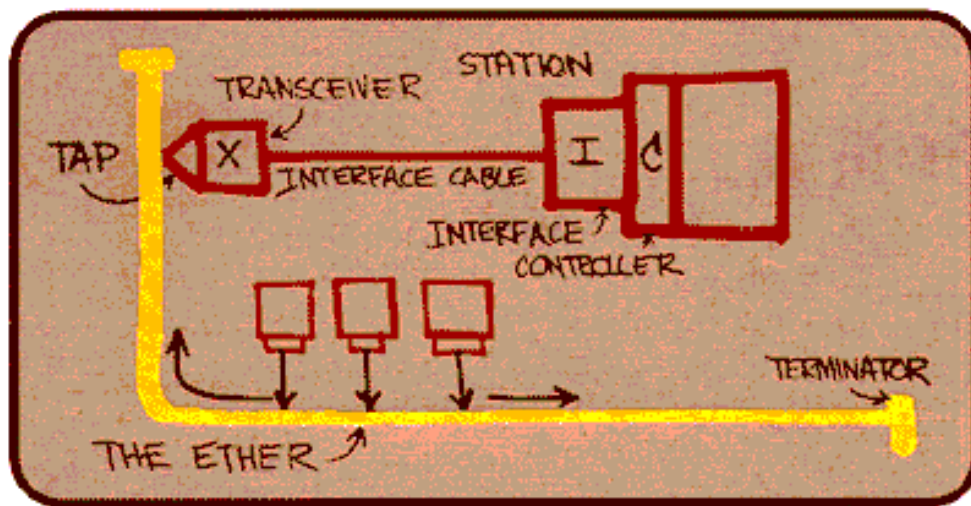 STATION
TRANSCEIVER
TAP
X
I
C
INTERFACE CABLE
INTERFACE
CONTROLLER
TERMINATOR
THE ETHER